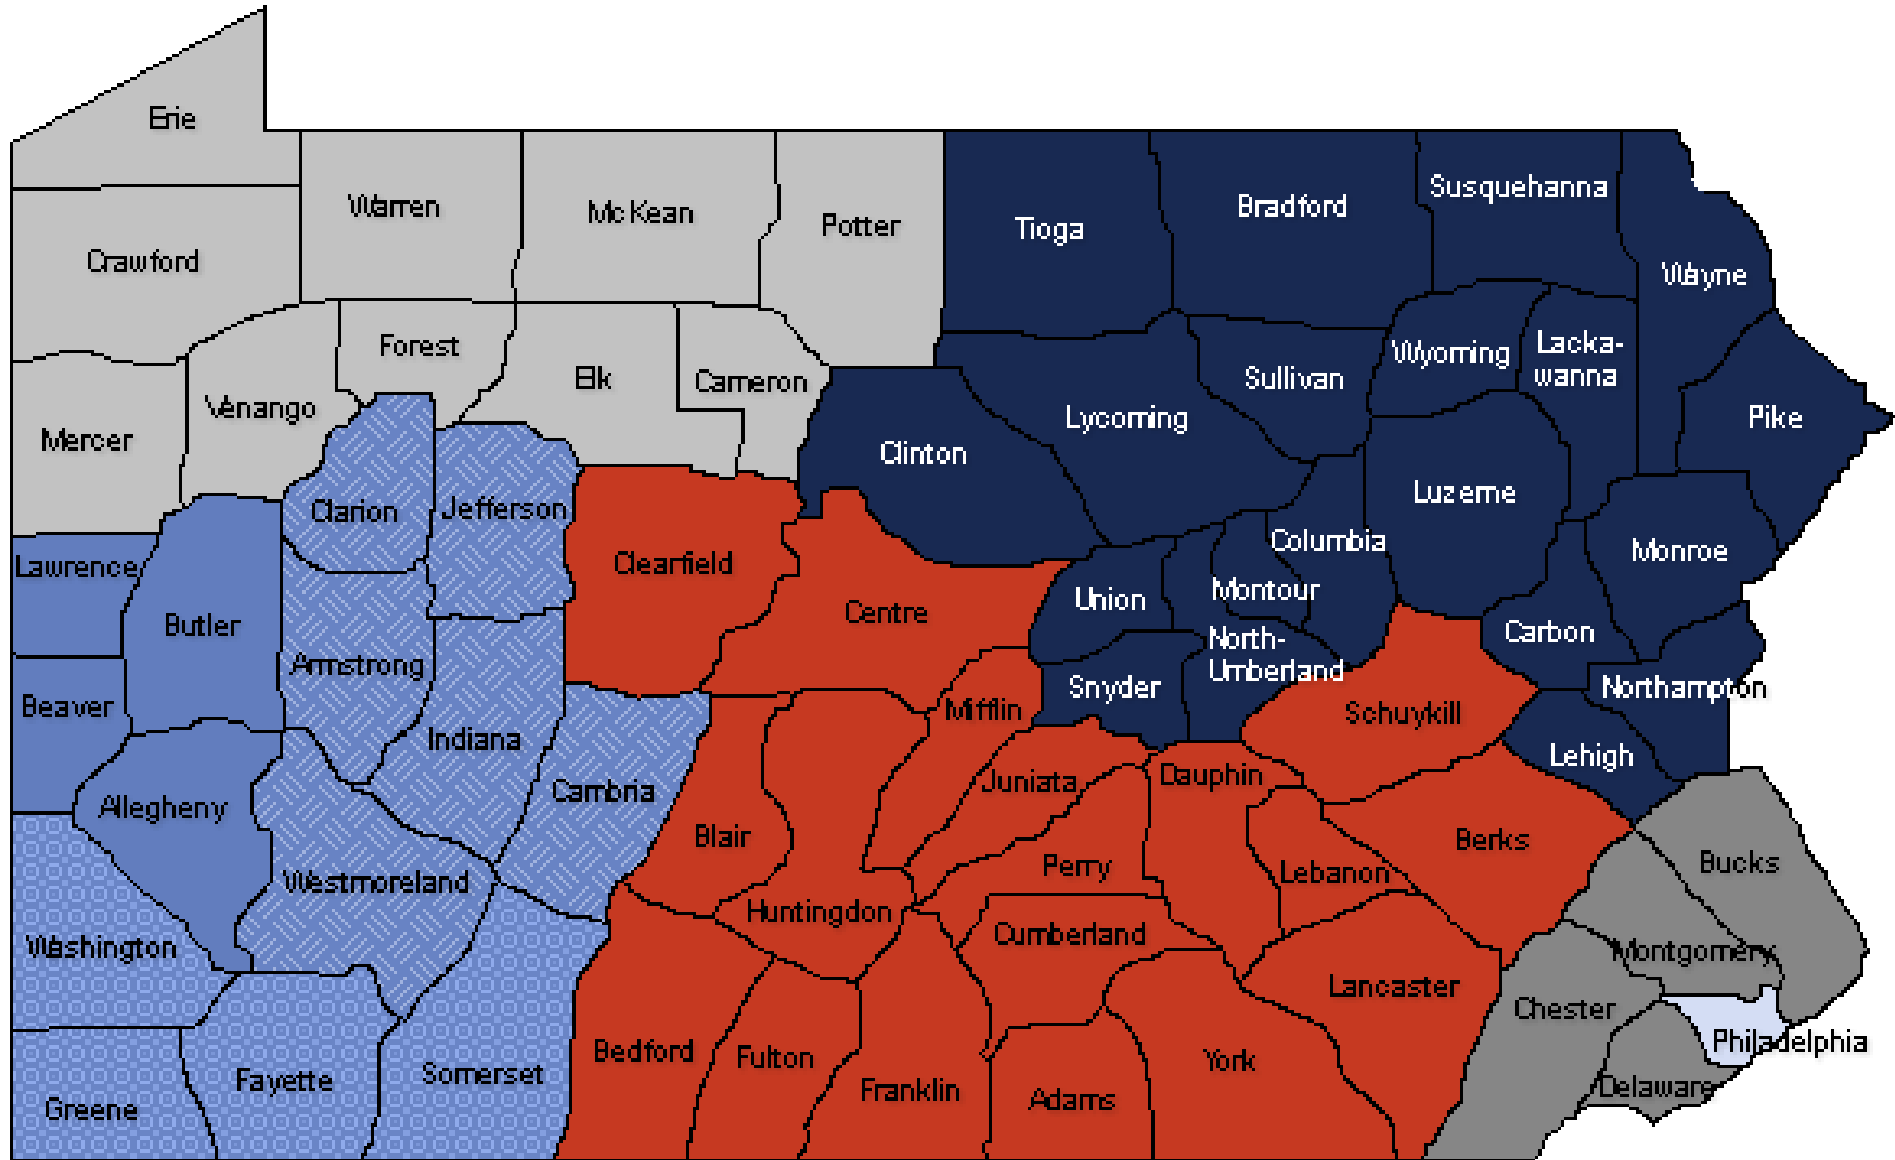 Erie
Warren
McKean
Potter
Tioga
Bradford
Susquehanna
Crawford
Wayne
Forest
Elk
Cameron
Wyoming
Lacka-
wanna
Sullivan
Venango
Mercer
Lycoming
Pike
Clinton
Clarion
Jefferson
Luzerne
Columbia
Monroe
Lawrence
Clearfield
Butler
Centre
Union
Montour
Carbon
North-
Umberland
Armstrong
Snyder
Northampton
Beaver
Mifflin
Schuykill
Indiana
Lehigh
Juniata
Dauphin
Cambria
Allegheny
Blair
Berks
Perry
Lebanon
Bucks
Westmoreland
Huntingdon
Cumberland
Washington
Montgomery
Lancaster
Chester
Bedford
Fulton
York
Philadelphia
Somerset
Fayette
Franklin
Adams
Delaware
Greene